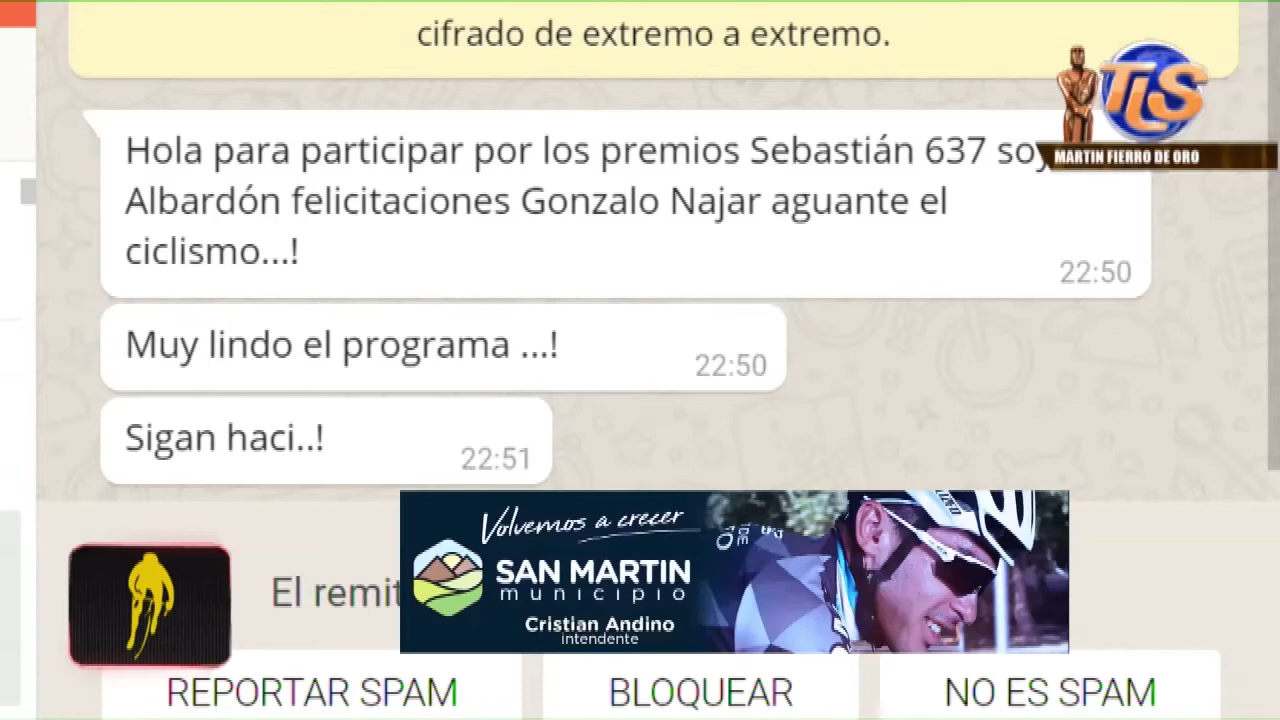 cifrado de extremo a extremo.
TLS
MARTIN FIERRO DE ORO
Hola para participar por los premios Sebastián 637 soy
Albardón felicitaciones Gonzalo Najar aguante el
ciclismo...!
22:50
Muy lindo el programa ...!
22:50
Sigan haci..!
22:51
Volvemos a crecer
SAN MARTIN
municipio
Cristian Andino
intendente
El remit
REPORTAR SPAM
BLOQUEAR
NO ES SPAM